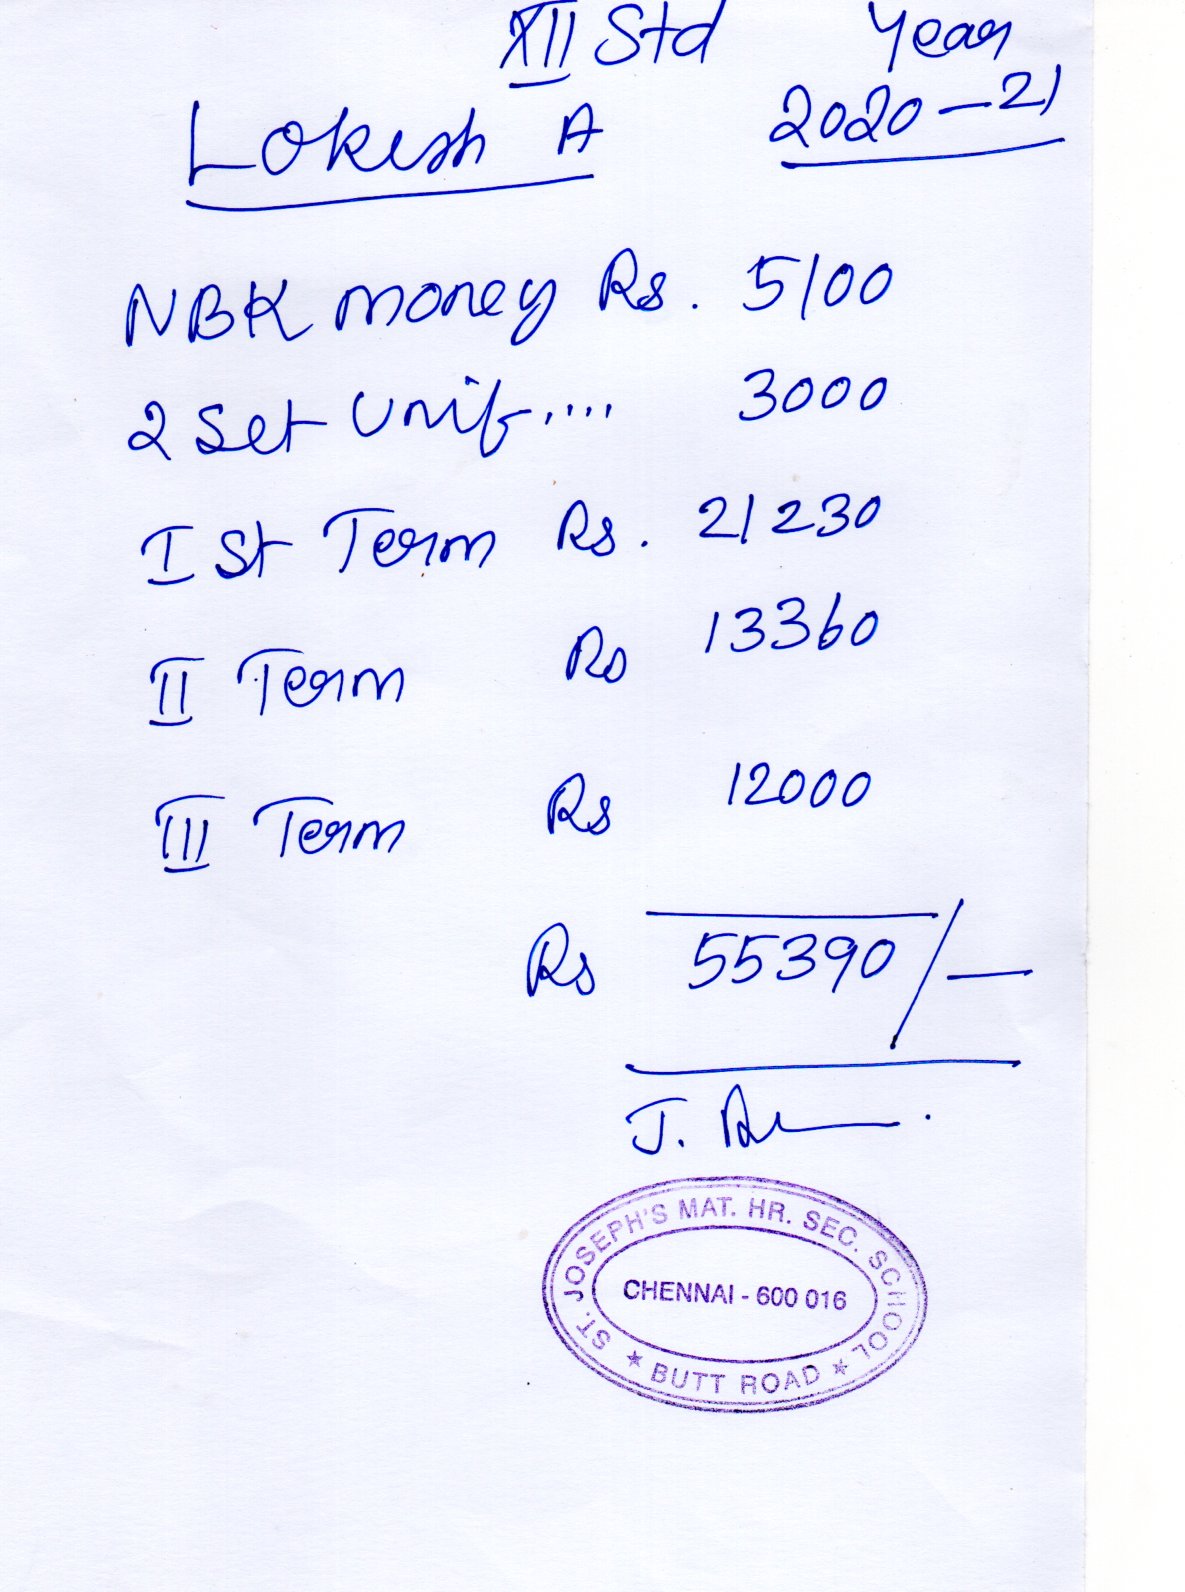 XII Std Year
Lokesh A 2020-21
NBK money Rs. 5100
2 Set Unif.....  3000
I St Term Rs. 21230
II Term Rs 13360
III Term Rs 12000
Rs 55390/-
J.
ST. JOSEPH'S MAT. HR. SEC. SCHOOL
CHENNAI - 600 016
★ BUTT ROAD ★